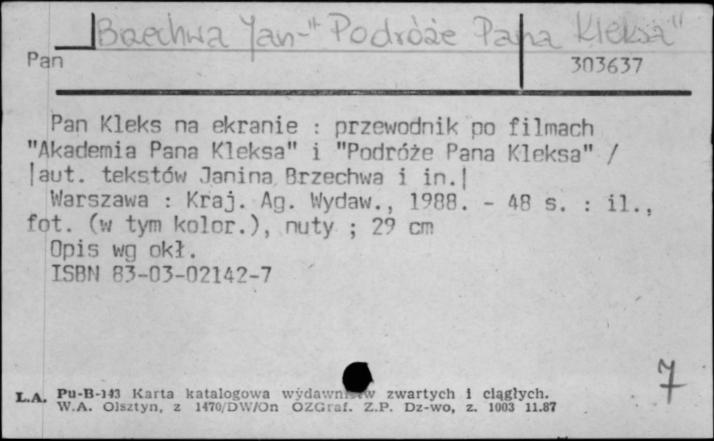 Brzechwa Jan - "Podróże Pana Kleksa"
Pan
303637
Pan Kleks na ekranie : przewodnik po filmach
"Akademia Pana Kleksa" i "Podróże Pana Kleksa" /
|aut. tekstów Janina Brzechwa i in.|
Warszawa : Kraj. Ag. Wydaw., 1988. - 48 s. : il.,
fot. (w tym kolor.), nuty ; 29 cm
Opis wg okł.
ISBN 83-03-02142-7
7
L.A. Pu-B-143 Karta katalogowa wydawnictw zwartych i ciągłych.
W.A. Olsztyn, z 1470/DW/On OZGraf. Z.P. Dz-wo, z. 1003 11.87